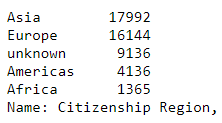 Asia 17992
Europe 16144
unknown 9136
Americas 4136
Africa 1365
Name: Citizenship Region,